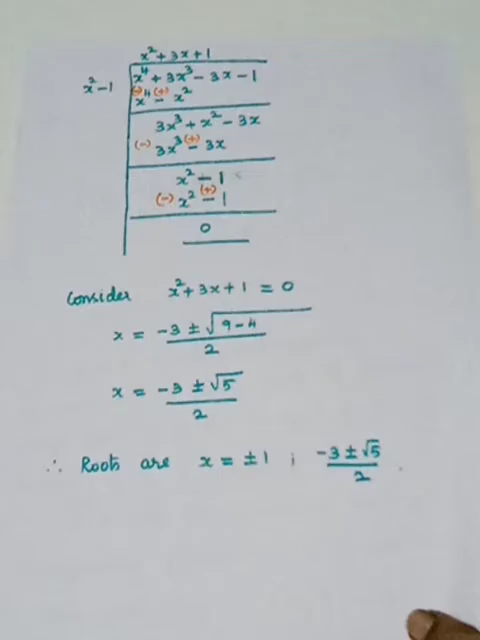 x² + 3x + 1
x² - 1 | x⁴ + 3x³ - 3x - 1
(-) (+)
x⁴ - x²
3x³ + x² - 3x
(-) 3x³ (+) - 3x
x² - 1
(-) x² (+) - 1
0
Consider x² + 3x + 1 = 0
x = (-3 ± √(9 - 4))/2
x = (-3 ± √5)/2
∴ Roots are x = ±1 ; (-3 ± √5)/2 .